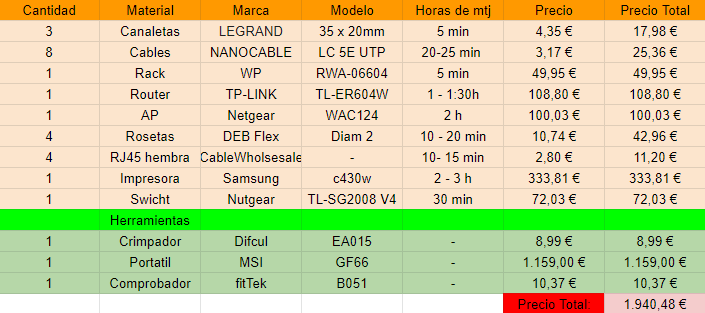 Cantidad Material Marca Modelo Horas de mtj Precio Precio Total
3 Canaletas LEGRAND 35 x 20mm 5 min 4,35 € 17,98 €
8 Cables NANOCABLE LC 5E UTP 20-25 min 3,17 € 25,36 €
1 Rack WP RWA-06604 5 min 49,95 € 49,95 €
1 Router TP-LINK TL-ER604W 1 - 1:30h 108,80 € 108,80 €
1 AP Netgear WAC124 2 h 100,03 € 100,03 €
4 Rosetas DEB Flex Diam 2 10 - 20 min 10,74 € 42,96 €
4 RJ45 hembra CableWholsesale - 10- 15 min 2,80 € 11,20 €
1 Impresora Samsung c430w 2 - 3 h 333,81 € 333,81 €
1 Swicht Nutgear TL-SG2008 V4 30 min 72,03 € 72,03 €
Herramientas
1 Crimpador Difcul EA015 - 8,99 € 8,99 €
1 Portatil MSI GF66 - 1.159,00 € 1.159,00 €
1 Comprobador fitTek B051 - 10,37 € 10,37 €
Precio Total: 1.940,48 €